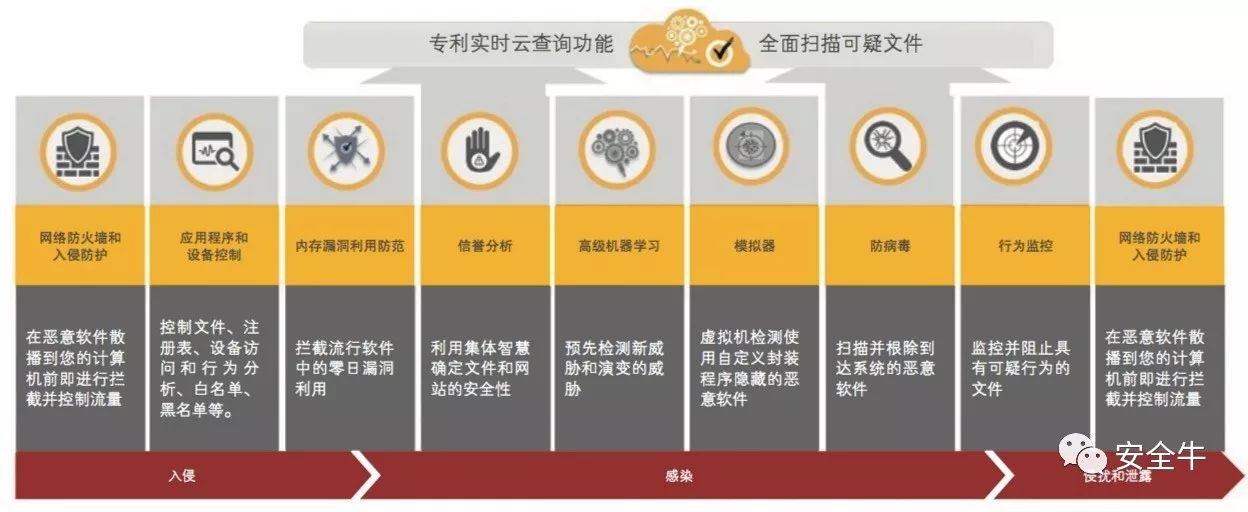 专利实时云查询功能
全面扫描可疑文件
网络防火墙和
入侵防护
应用程序和
设备控制
内存漏洞利用防范
信誉分析
高级机器学习
模拟器
防病毒
行为监控
网络防火墙和
入侵防护
在恶意软件散
播到您的计算
机前即进行拦
截并控制流量
控制文件、注
册表、设备访
问和行为分
析、白名单、
黑名单等。
拦截流行软件
中的零日漏洞
利用
利用集体智慧
确定文件和网
站的安全性
预先检测新威
胁和演变的威
胁
虚拟机检测使
用自定义封装
程序隐藏的恶
意软件
扫描并根除到
达系统的恶意
软件
监控并阻止具
有可疑行为的
文件
在恶意软件散
播到您的计算
机前即进行拦
截并控制流量
入侵
感染
侵扰和泄露
安全牛